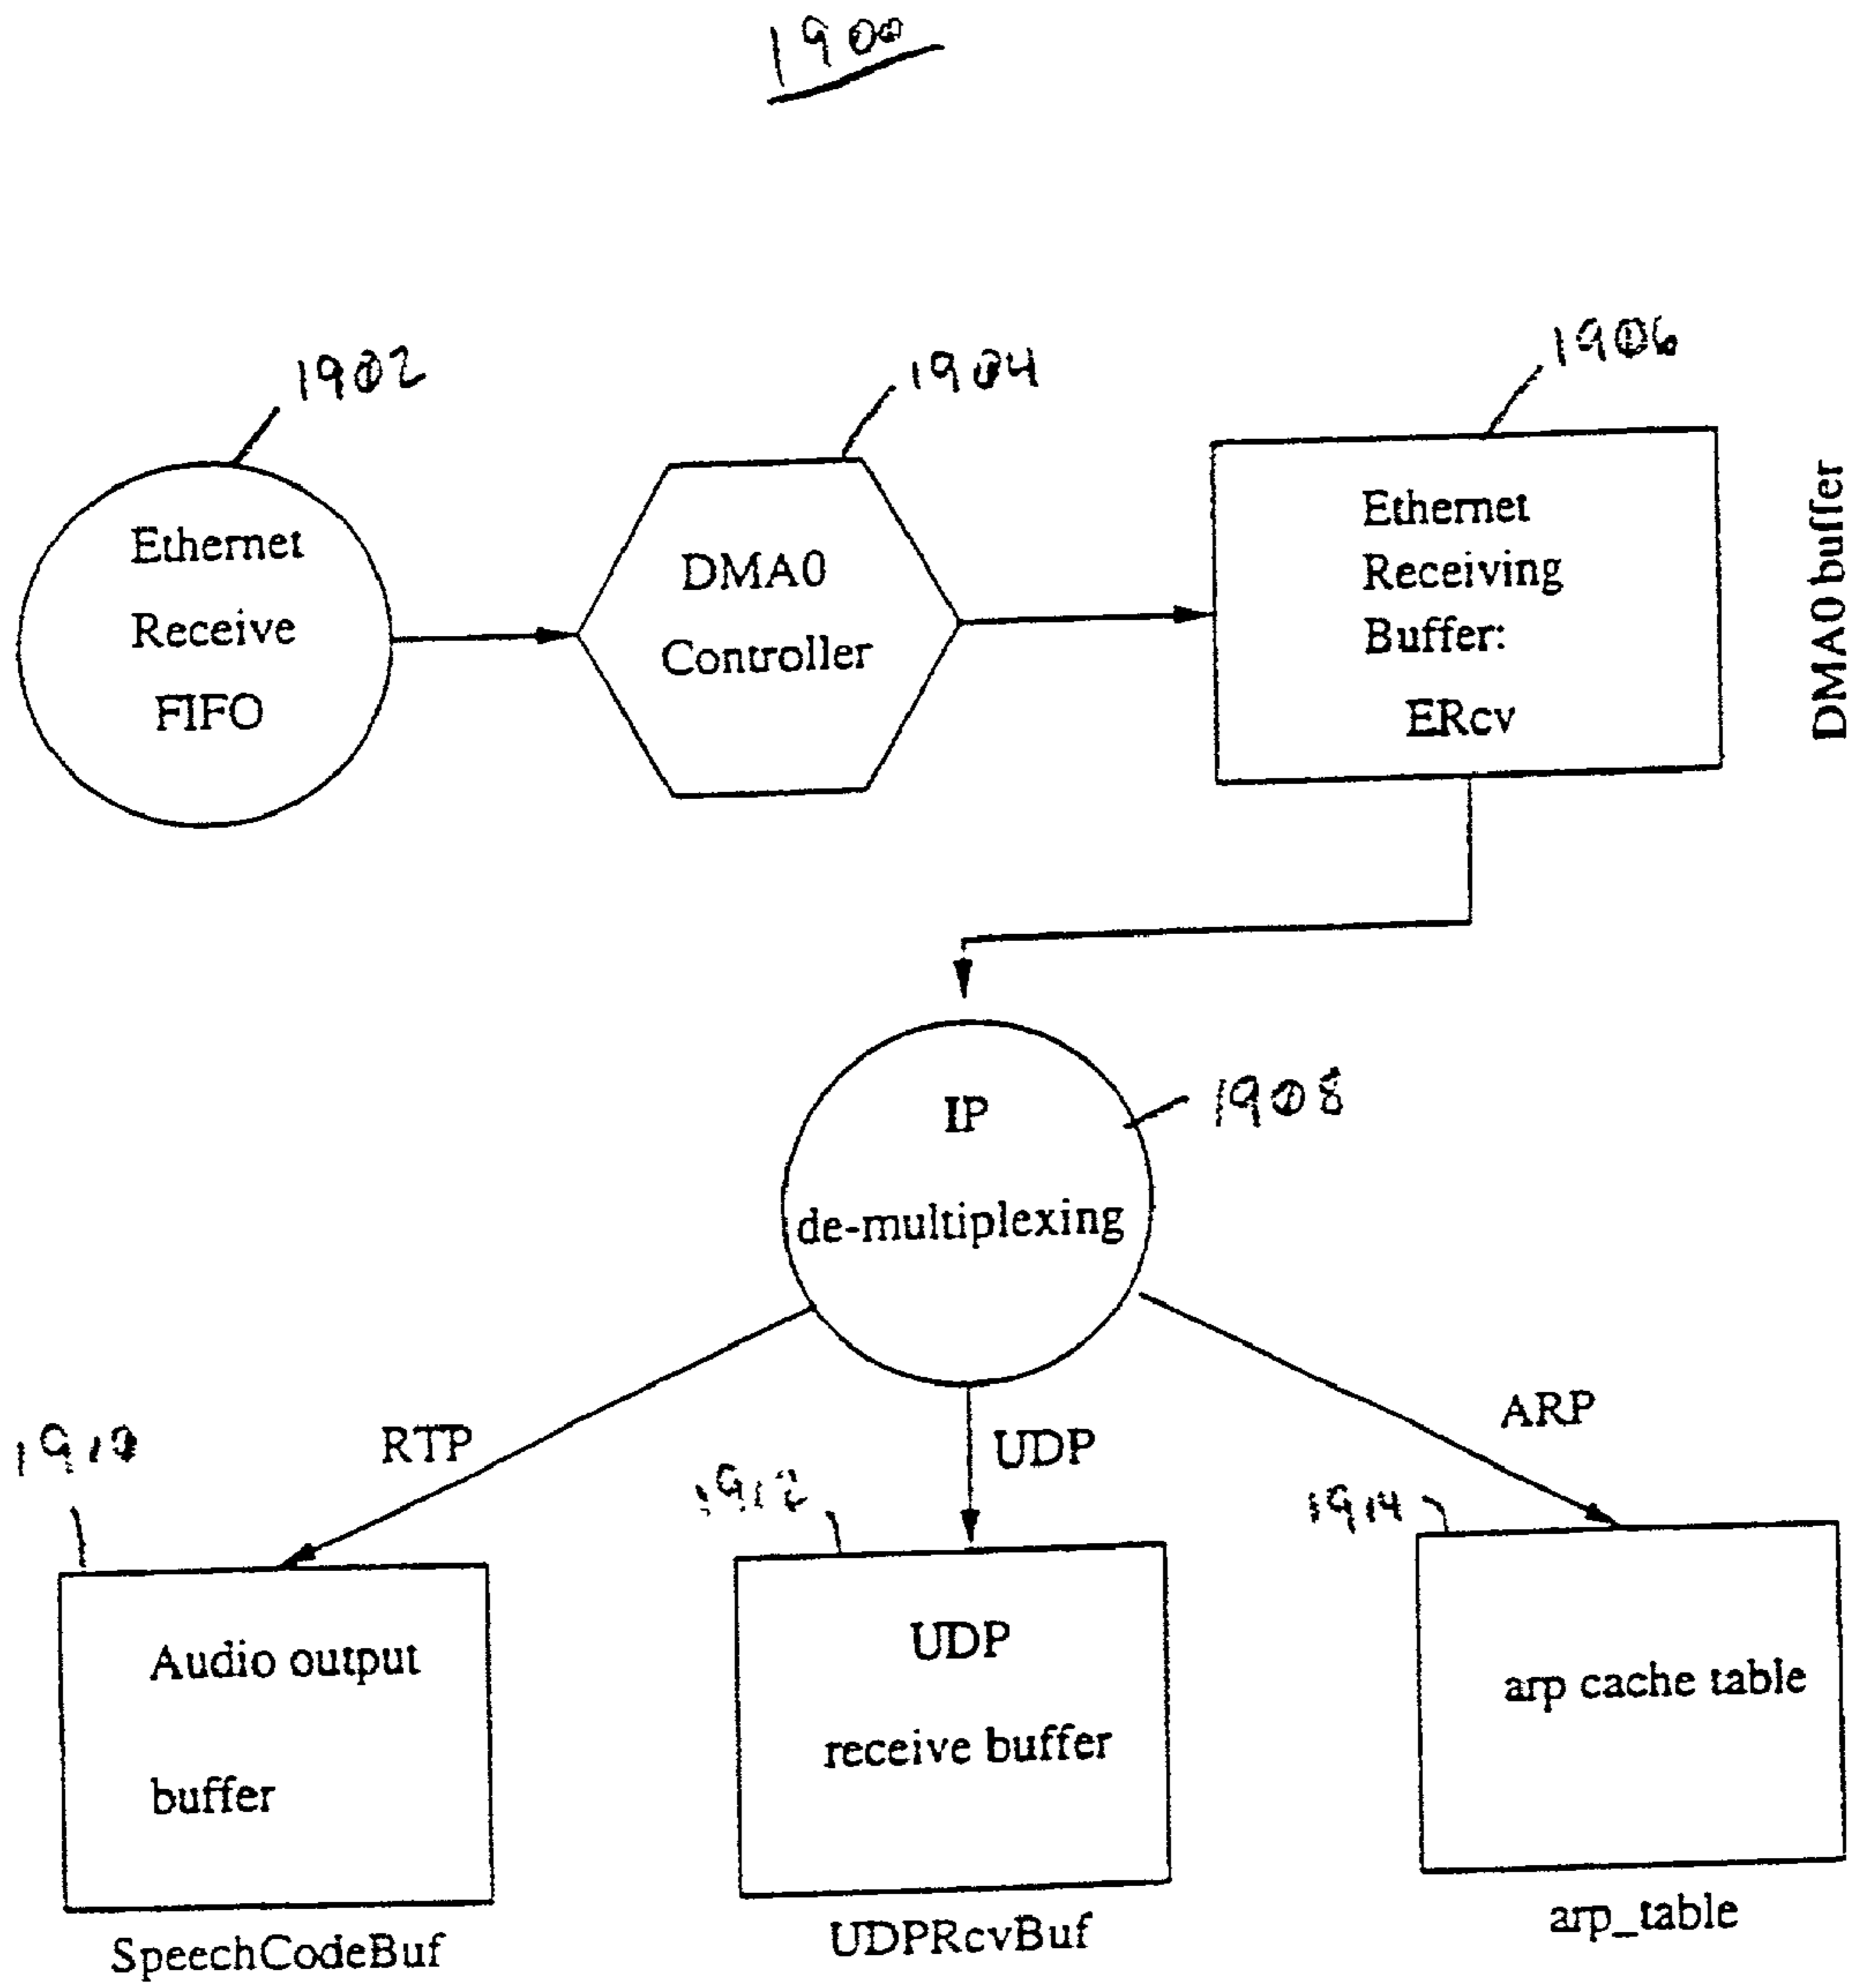 1900
1902
1904
1906
Ethernet
Receive
FIFO
DMA0
Controller
Ethernet
Receiving
Buffer:
ERcv
DMA0 buffer
IP
de-multiplexing
1908
RTP
UDP
ARP
1910
1912
1914
Audio output
buffer
SpeechCodeBuf
UDP
receive buffer
UDPRcvBuf
arp cache table
arp_table